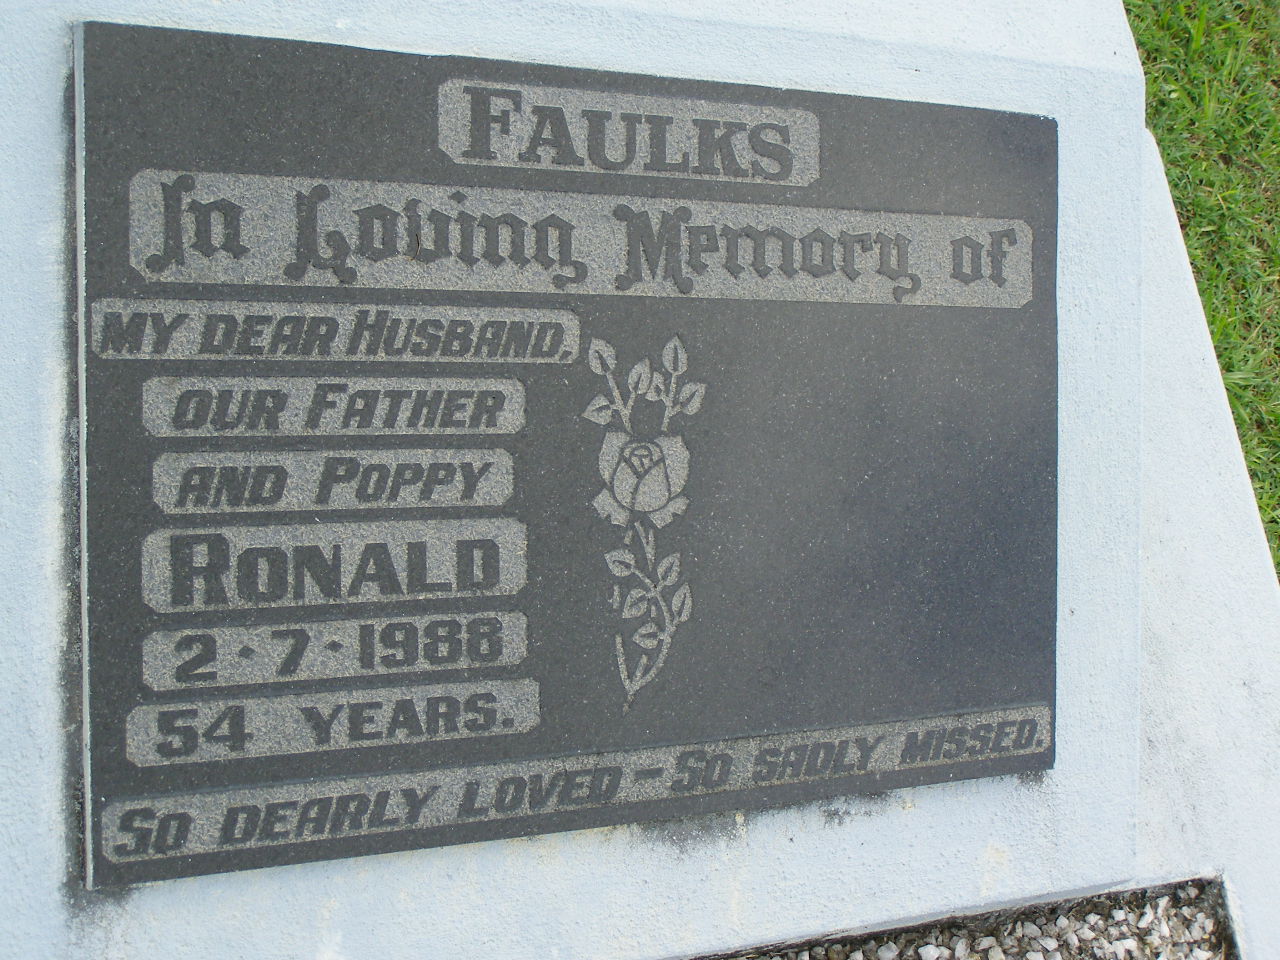 FAULKS
In Loving Memory of
MY DEAR HUSBAND,
OUR FATHER
AND POPPY
RONALD
2·7·1988
54 YEARS.
SO DEARLY LOVED - SO SADLY MISSED.